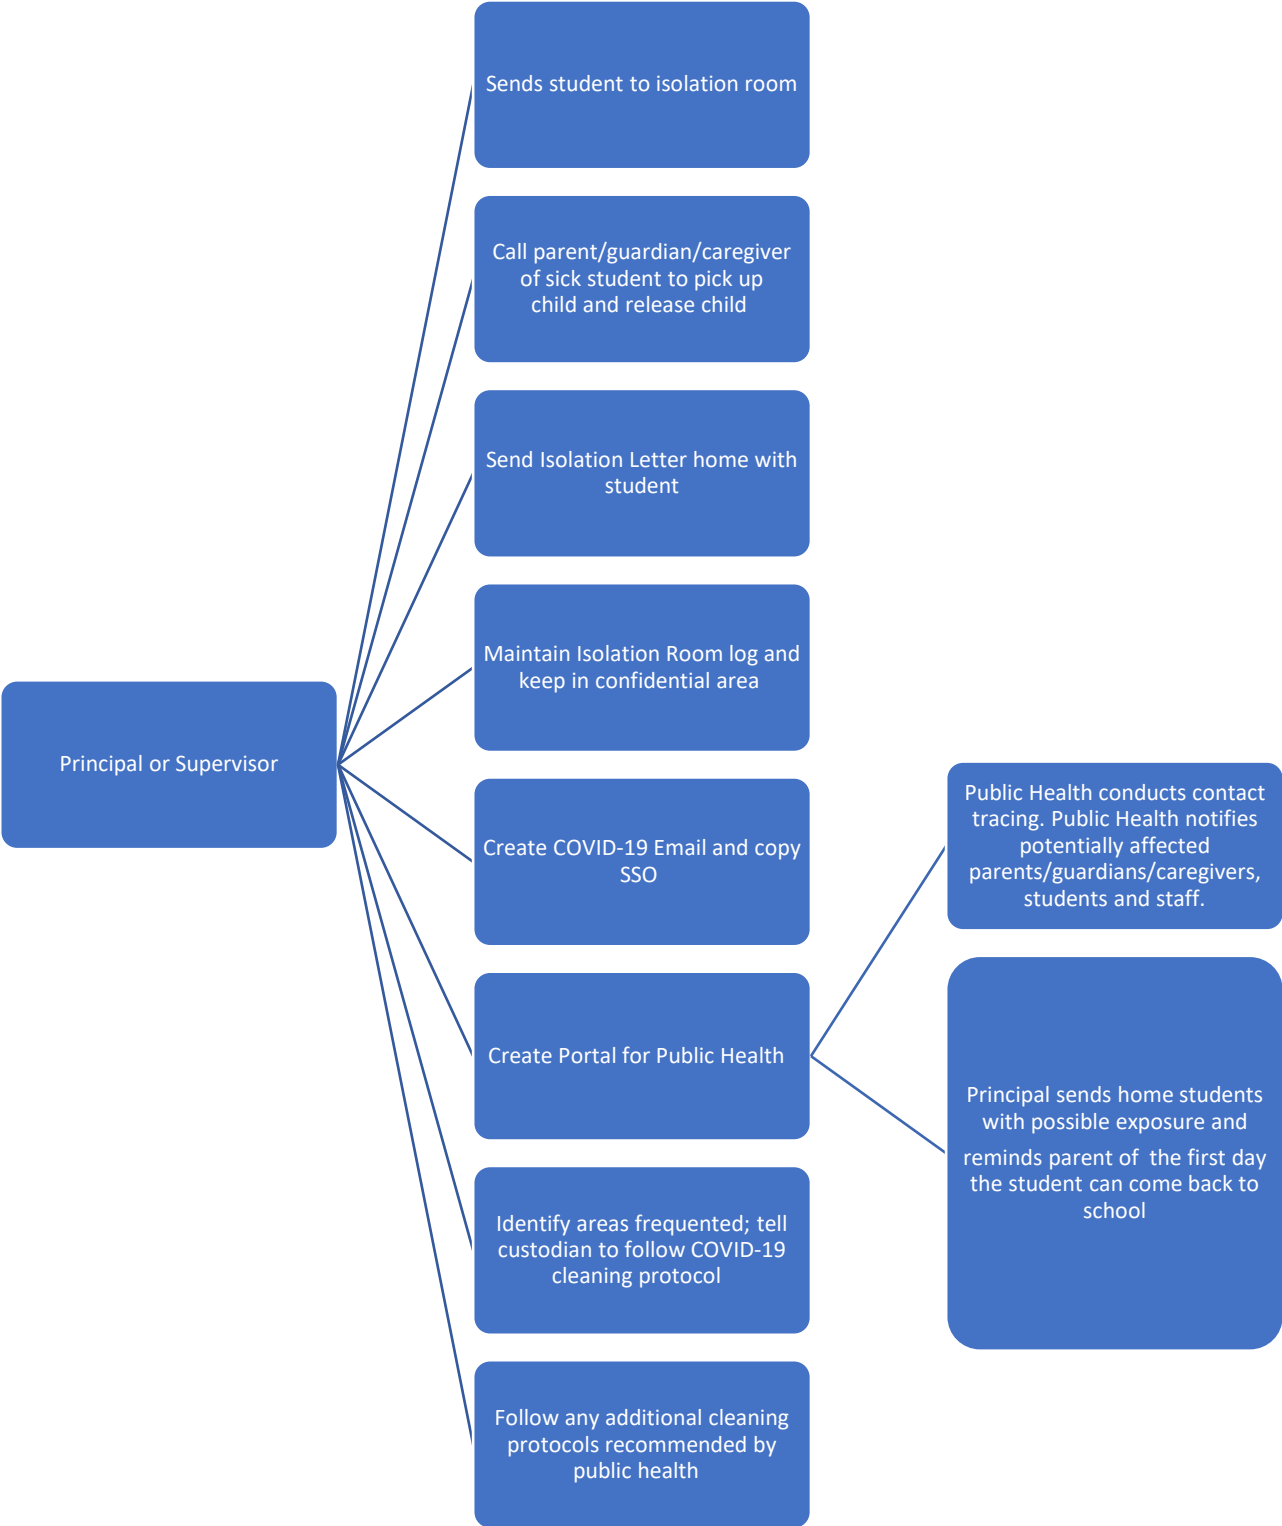 Sends student to isolation room
Call parent/guardian/caregiver
of sick student to pick up
child and release child
Send Isolation Letter home with
student
Maintain Isolation Room log and
keep in confidential area
Principal or Supervisor
Create COVID-19 Email and copy
SSO
Create Portal for Public Health
Public Health conducts contact
tracing. Public Health notifies
potentially affected
parents/guardians/caregivers,
students and staff.
Principal sends home students
with possible exposure and
reminds parent of  the first day
the student can come back to
school
Identify areas frequented; tell
custodian to follow COVID-19
cleaning protocol
Follow any additional cleaning
protocols recommended by
public health